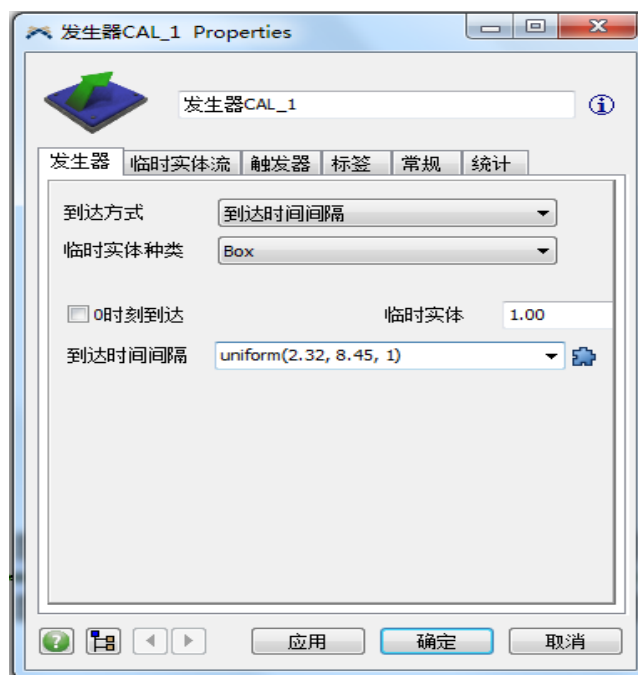 发生器CAL_1 Properties
发生器CAL_1
发生器 临时实体流 触发器 标签 常规 统计
到达方式 到达时间间隔
临时实体种类 Box
0时刻到达 临时实体 1.00
到达时间间隔 uniform(2.32, 8.45, 1)
应用 确定 取消